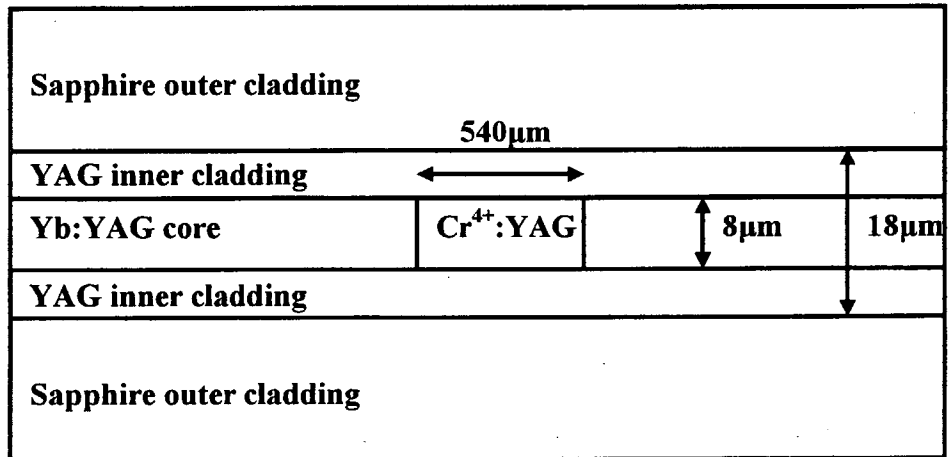 Sapphire outer cladding
540μm
YAG inner cladding
Yb:YAG core
Cr⁴⁺:YAG
8μm
18μm
YAG inner cladding
Sapphire outer cladding